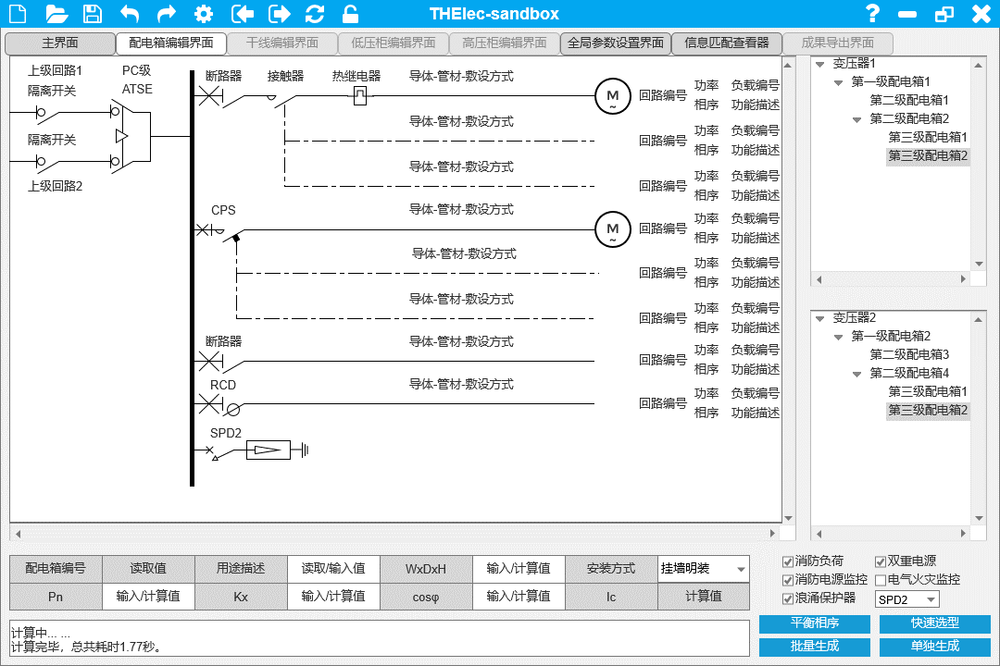 THElec-sandbox
?
主界面 配电箱编辑界面 干线编辑界面 低压柜编辑界面 高压柜编辑界面 全局参数设置界面 信息匹配查看器 成果导出界面
上级回路1
隔离开关
隔离开关
上级回路2
PC级
ATSE
断路器 接触器 热继电器 导体-管材-敷设方式
M
~
回路编号 功率 负载编号
相序 功能描述
导体-管材-敷设方式
回路编号 功率 负载编号
相序 功能描述
导体-管材-敷设方式
回路编号 功率 负载编号
相序 功能描述
CPS 导体-管材-敷设方式
M
~
回路编号 功率 负载编号
相序 功能描述
导体-管材-敷设方式
回路编号 功率 负载编号
相序 功能描述
导体-管材-敷设方式
回路编号 功率 负载编号
相序 功能描述
断路器 导体-管材-敷设方式
回路编号 功率 负载编号
相序 功能描述
RCD 导体-管材-敷设方式
回路编号 功率 负载编号
相序 功能描述
SPD2
变压器1
第一级配电箱1
第二级配电箱1
第二级配电箱2
第三级配电箱1
第三级配电箱2
变压器2
第一级配电箱2
第二级配电箱3
第二级配电箱4
第三级配电箱1
第三级配电箱2
配电箱编号 读取值 用途描述 读取/输入值 WxDxH 输入/计算值 安装方式 挂墙明装
Pn 输入/计算值 Kx 输入/计算值 cosφ 输入/计算值 Ic 计算值
计算中... ...
计算完毕，总共耗时1.77秒。
消防负荷 双重电源
消防电源监控 电气火灾监控
浪涌保护器 SPD2
平衡相序 快速选型
批量生成 单独生成